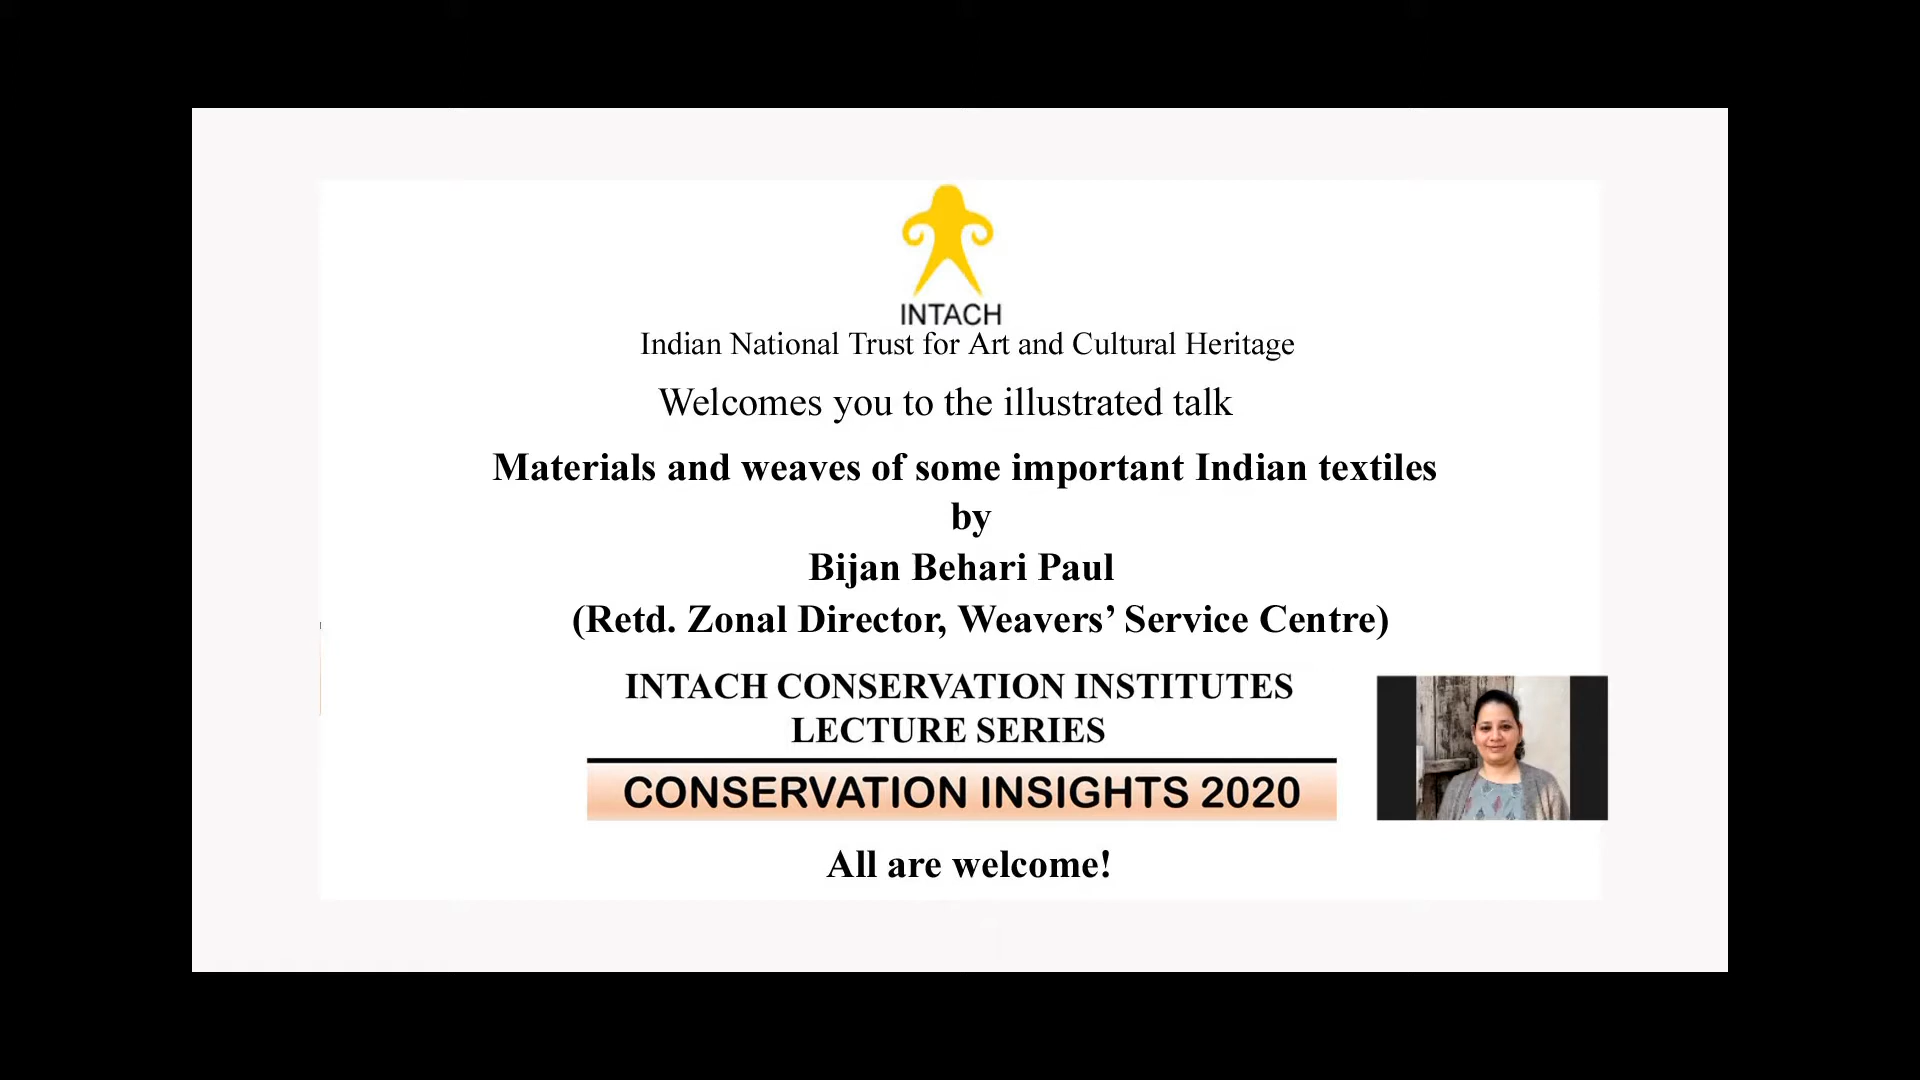 INTACH
Indian National Trust for Art and Cultural Heritage
Welcomes you to the illustrated talk
Materials and weaves of some important Indian textiles
by
Bijan Behari Paul
(Retd. Zonal Director, Weavers’ Service Centre)
INTACH CONSERVATION INSTITUTES
LECTURE SERIES
CONSERVATION INSIGHTS 2020
All are welcome!